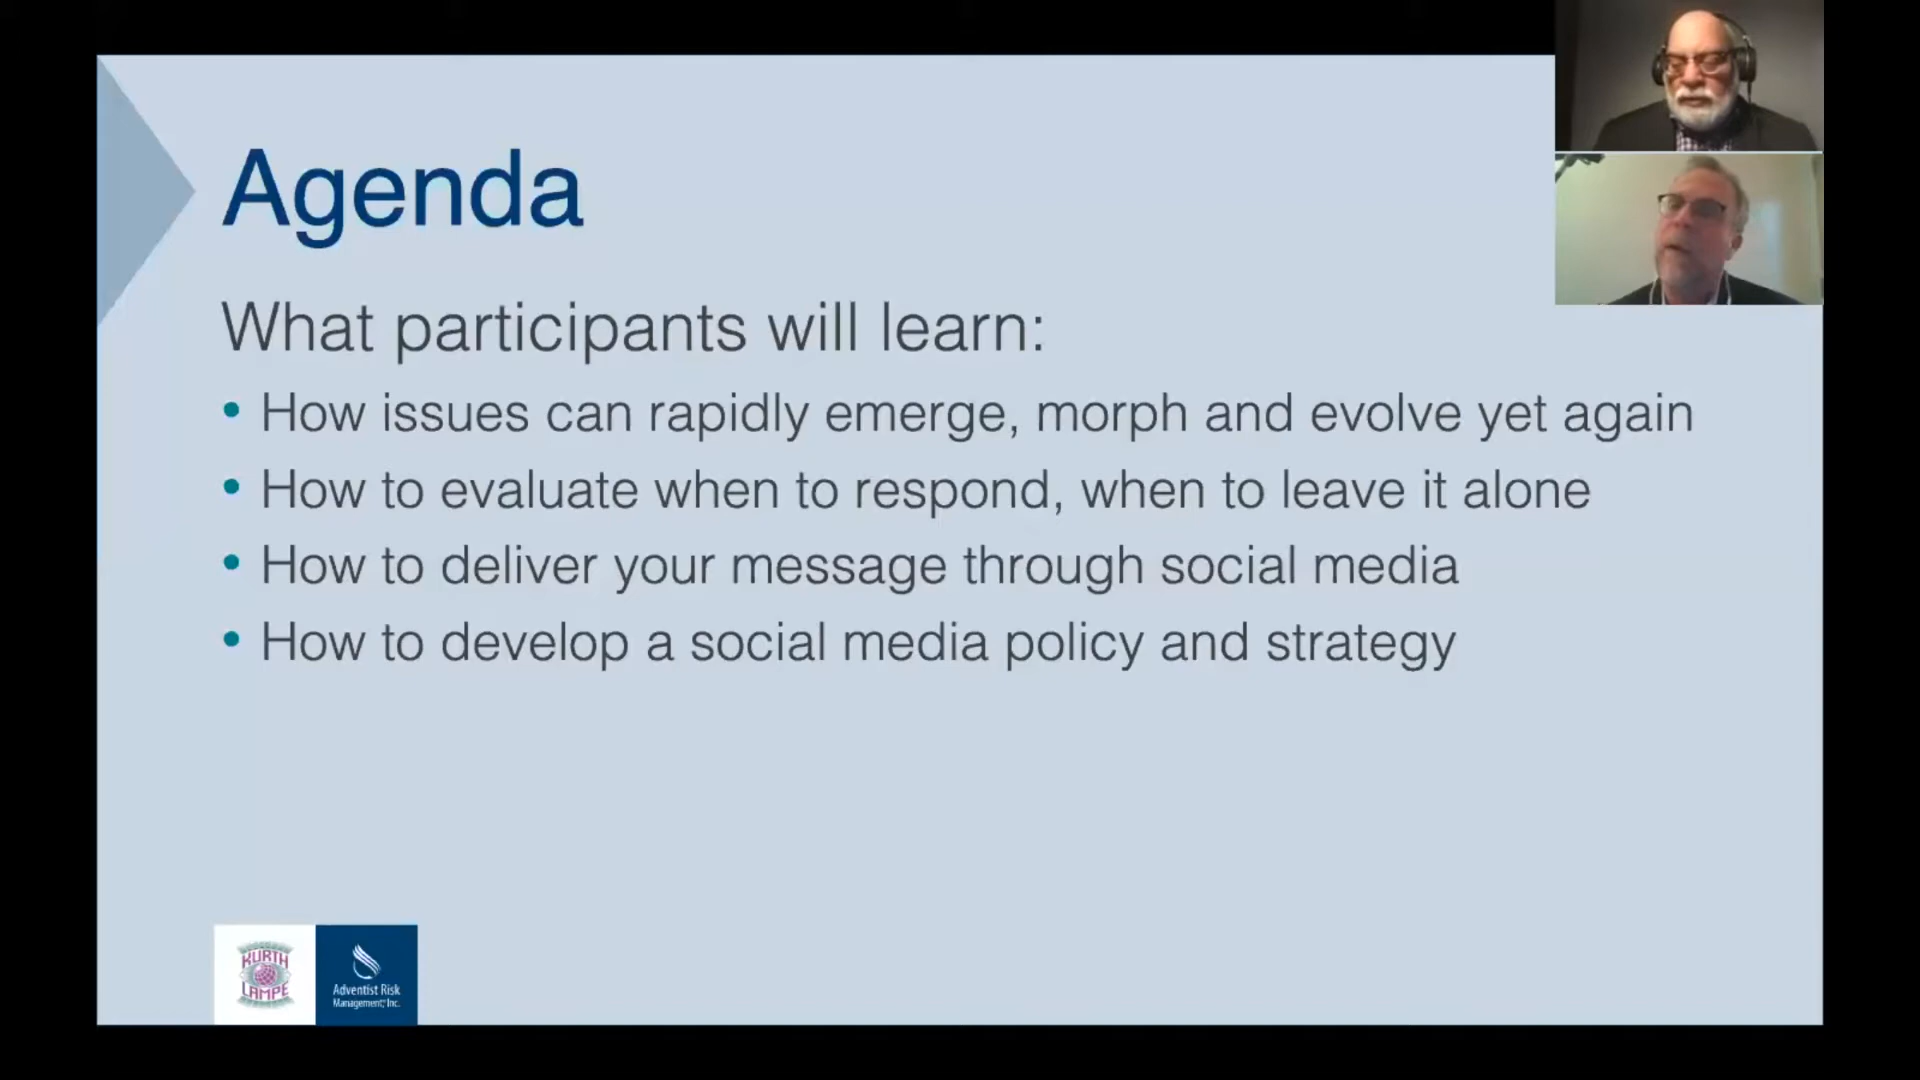 Agenda
What participants will learn:
• How issues can rapidly emerge, morph and evolve yet again
• How to evaluate when to respond, when to leave it alone
• How to deliver your message through social media
• How to develop a social media policy and strategy
KURTH
LAMPE
Adventist Risk
Management, Inc.